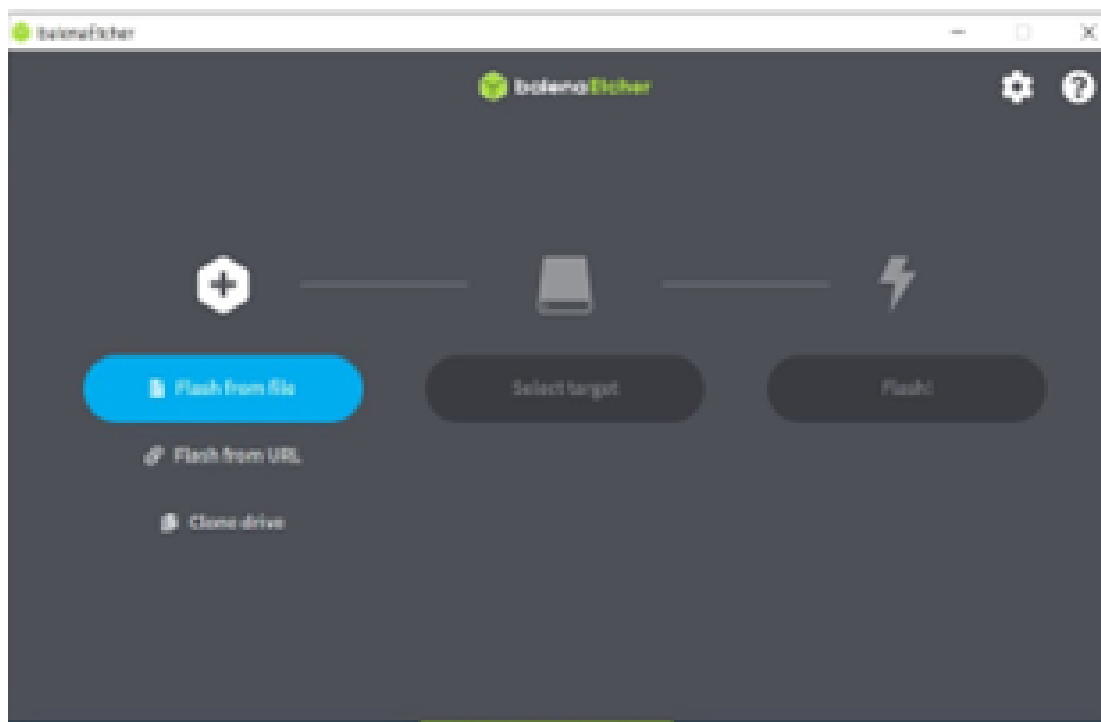 balenaEtcher
balenaEtcher
Flash from file
Select target
Flash!
Flash from URL
Clone drive